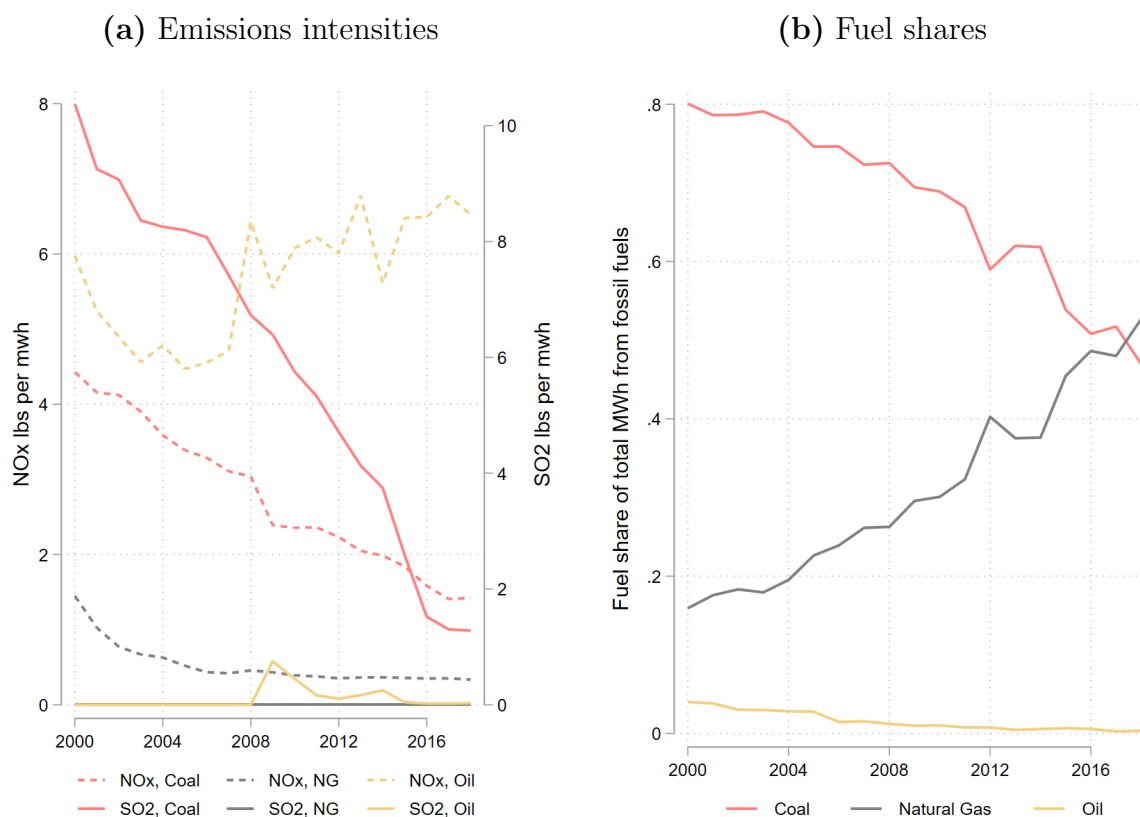 (a) Emissions intensities
(b) Fuel shares
8
6
4
2
0
NOx lbs per mwh
10
8
6
4
2
0
SO2 lbs per mwh
2000 2004 2008 2012 2016
NOx, Coal NOx, NG NOx, Oil
SO2, Coal SO2, NG SO2, Oil
.8
.6
.4
.2
0
Fuel share of total MWh from fossil fuels
2000 2004 2008 2012 2016
Coal Natural Gas Oil